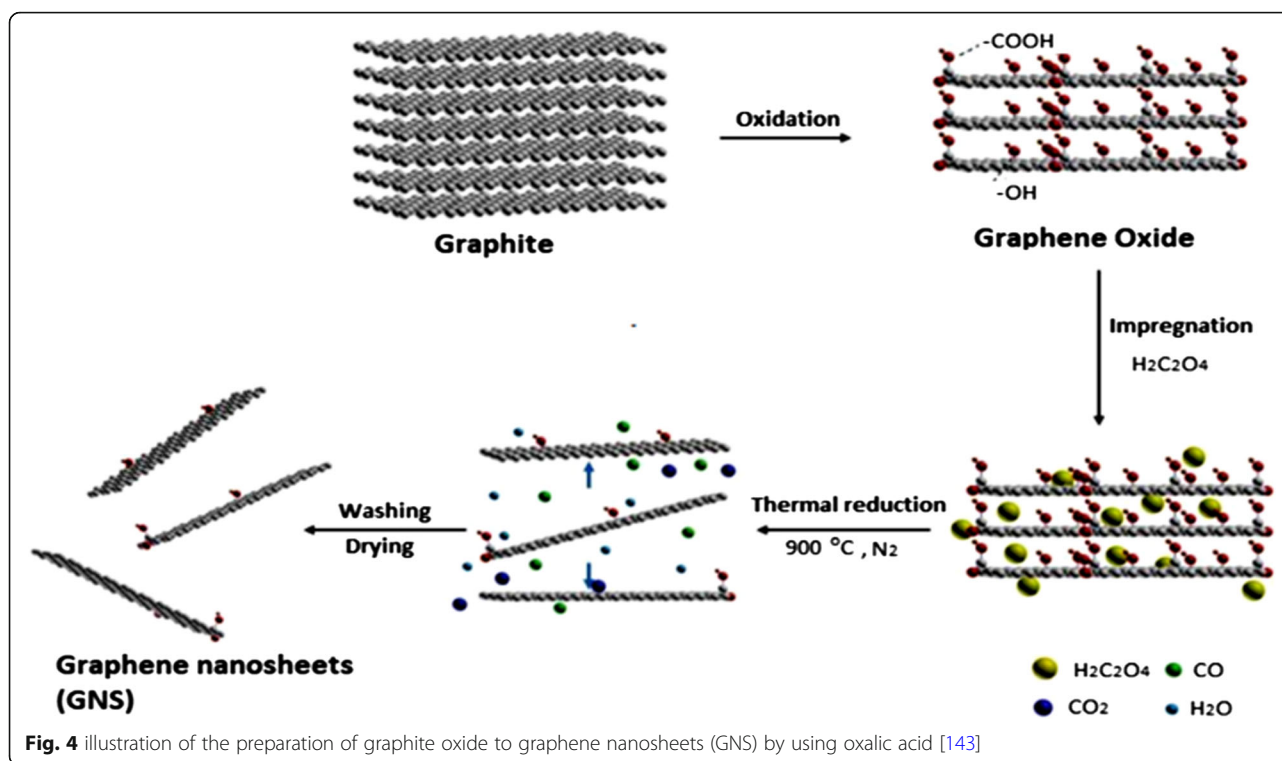 -COOH
Oxidation
-OH
Graphite
Graphene Oxide
Impregnation
H2C2O4
Thermal reduction
900 °C , N2
Washing
Drying
Graphene nanosheets
(GNS)
H2C2O4 CO
CO2 H2O
Fig. 4 illustration of the preparation of graphite oxide to graphene nanosheets (GNS) by using oxalic acid [143]